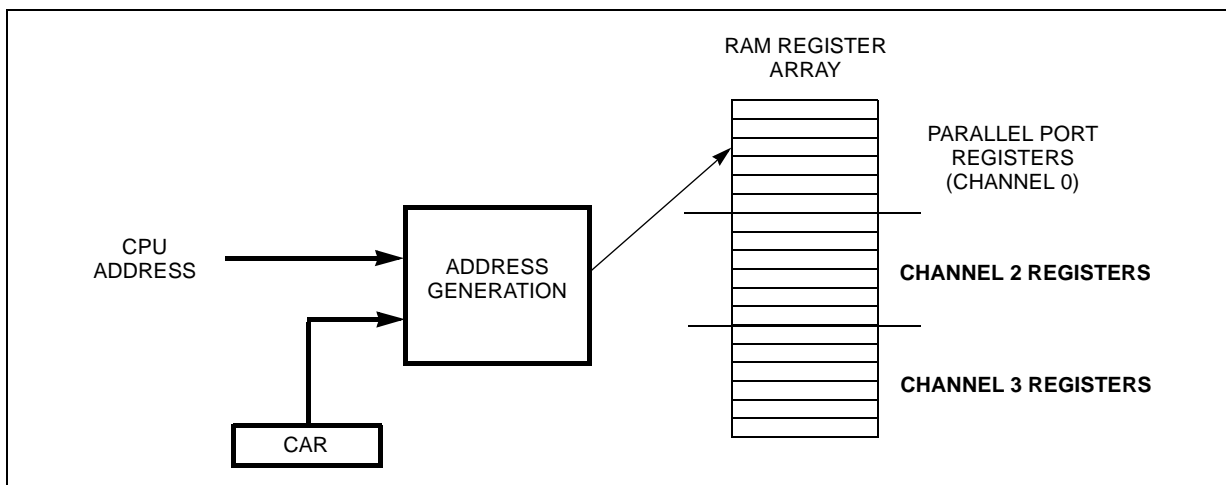 RAM REGISTER
ARRAY
PARALLEL PORT
REGISTERS
(CHANNEL 0)
CPU
ADDRESS
ADDRESS
GENERATION
CHANNEL 2 REGISTERS
CHANNEL 3 REGISTERS
CAR